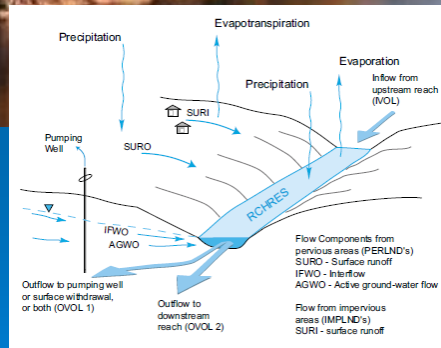 Evapotranspiration
Precipitation
Evaporation
SURI
Precipitation
Inflow from
upstream reach
(IVOL)
Pumping
Well
SURO
RCHRES
IFWO
AGWO
Flow Components from
pervious areas (PERLND's)
SURO - Surface runoff
IFWO - Interflow
AGWO - Active ground-water flow
Outflow to pumping well
or surface withdrawal,
or both (OVOL 1)
Outflow to
downstream
reach (OVOL 2)
Flow from impervious
areas (IMPLND's)
SURI - surface runoff